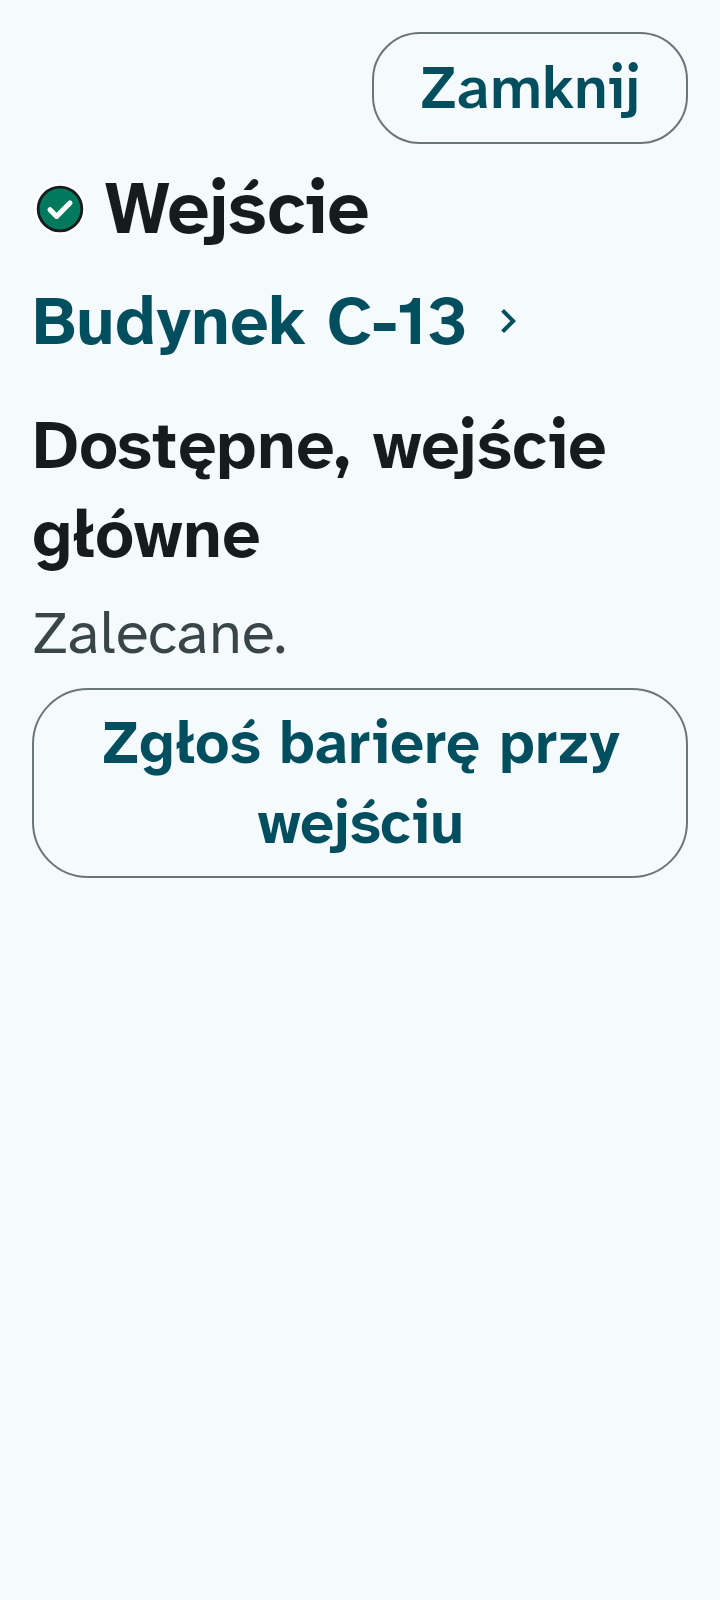 Zamknij
Wejście
Budynek C-13
Dostępne, wejście
główne
Zalecane.
Zgłoś barierę przy
wejściu